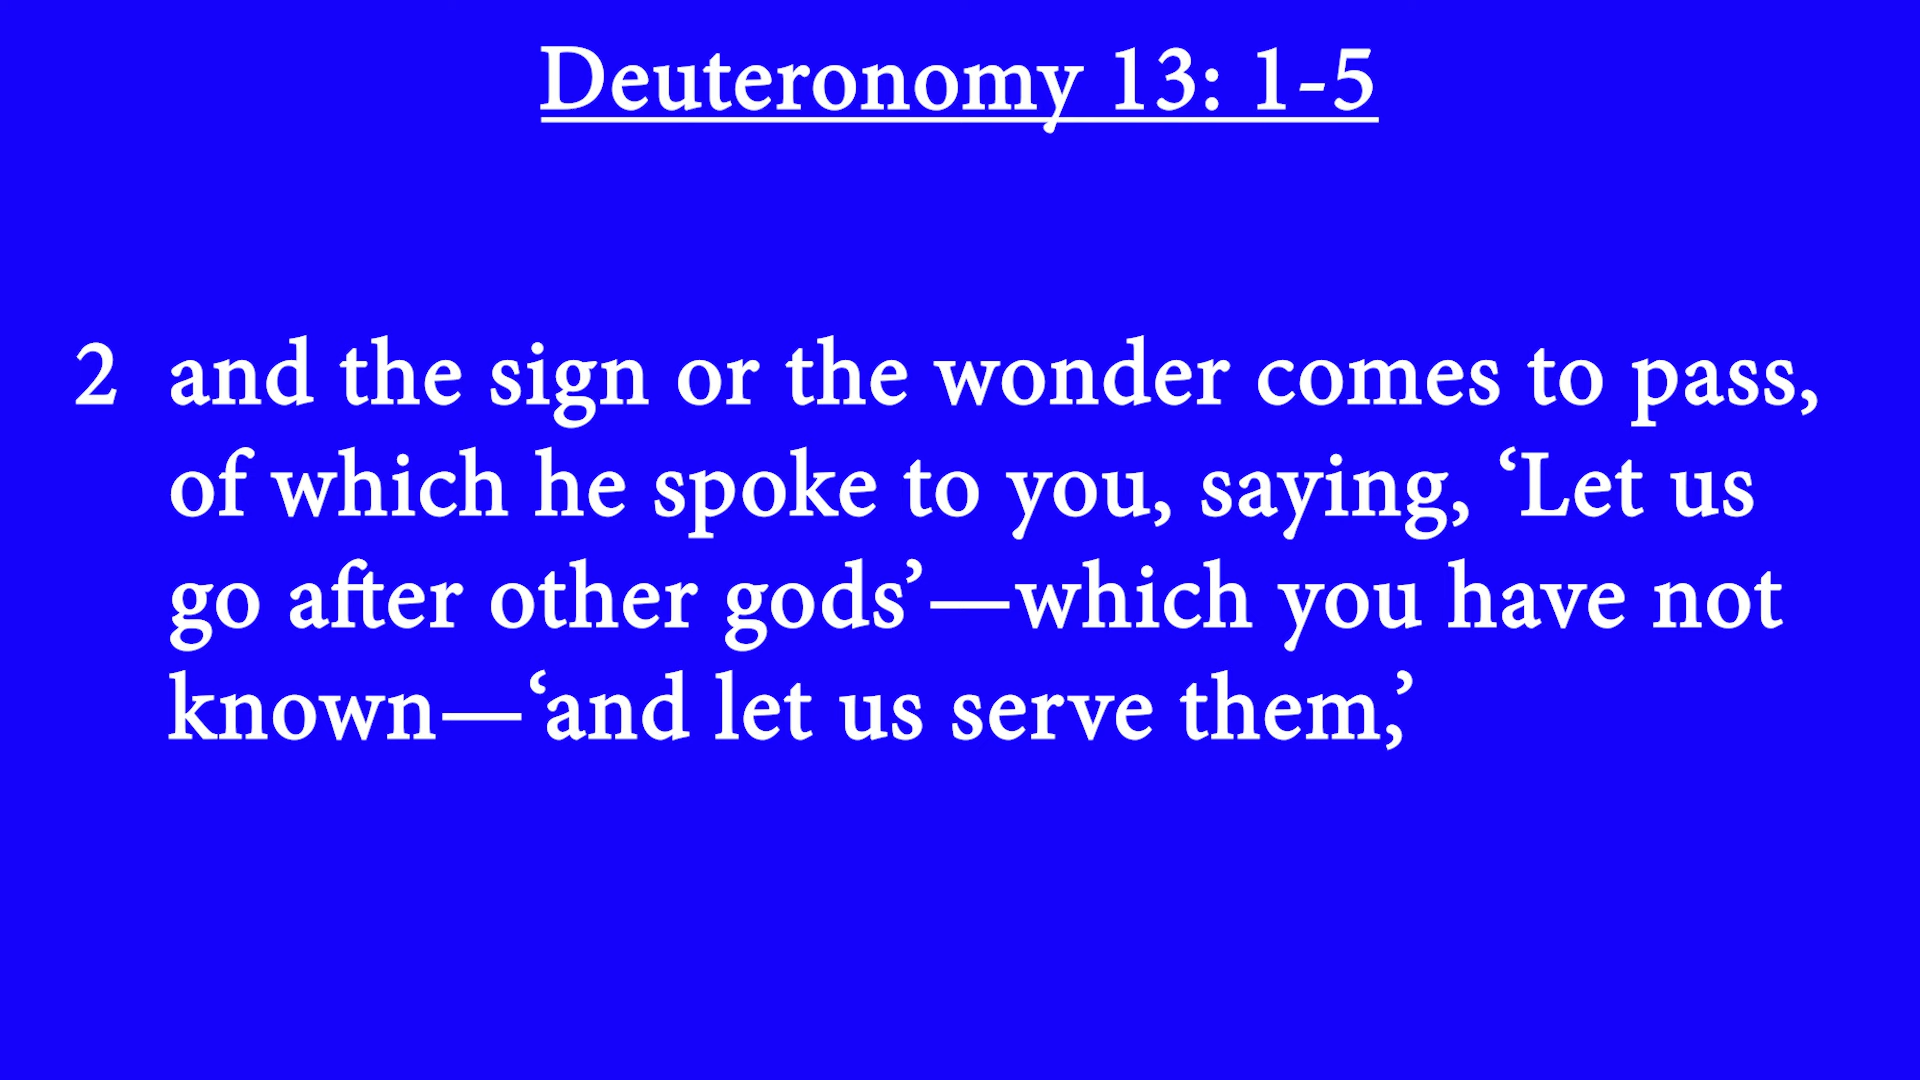 Deuteronomy 13: 1-5
2 and the sign or the wonder comes to pass,
of which he spoke to you, saying, ‘Let us
go after other gods’—which you have not
known—‘and let us serve them,’